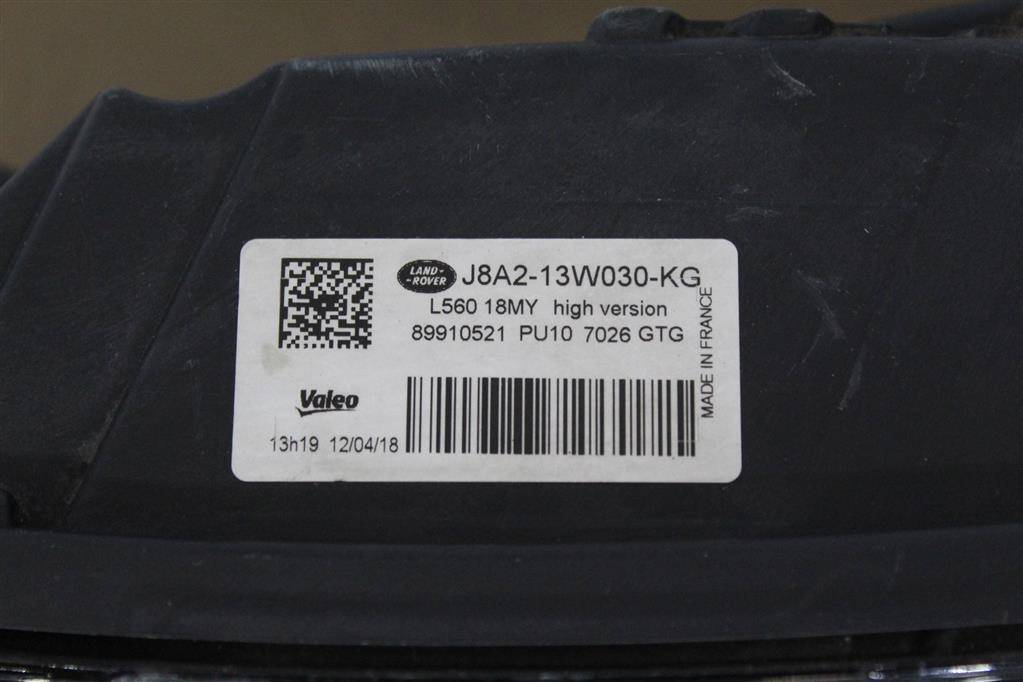 LAND-
-ROVER
J8A2-13W030-KG
L560 18MY high version
89910521 PU10 7026 GTG
MADE IN FRANCE
Valeo
13h19 12/04/18